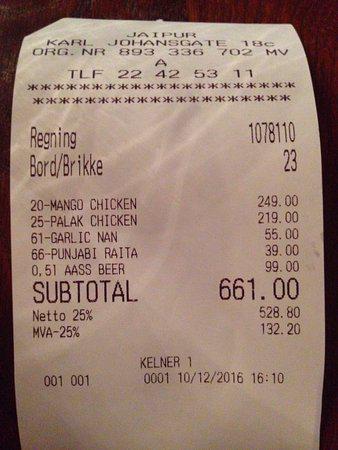 JAIPUR
KARL JOHANSGATE 18c
ORG.NR 893 336 702 MV
A
TLF 22 42 53 11
******************************
****************************
Regning 1078110
Bord/Brikke 23
20-MANGO CHICKEN 249.00
25-PALAK CHICKEN 219.00
61-GARLIC NAN 55.00
66-PUNJABI RAITA 39.00
0,51 AASS BEER 99.00
SUBTOTAL 661.00
Netto 25% 528.80
MVA-25% 132.20
KELNER 1
001 001 0001 10/12/2016 16:10